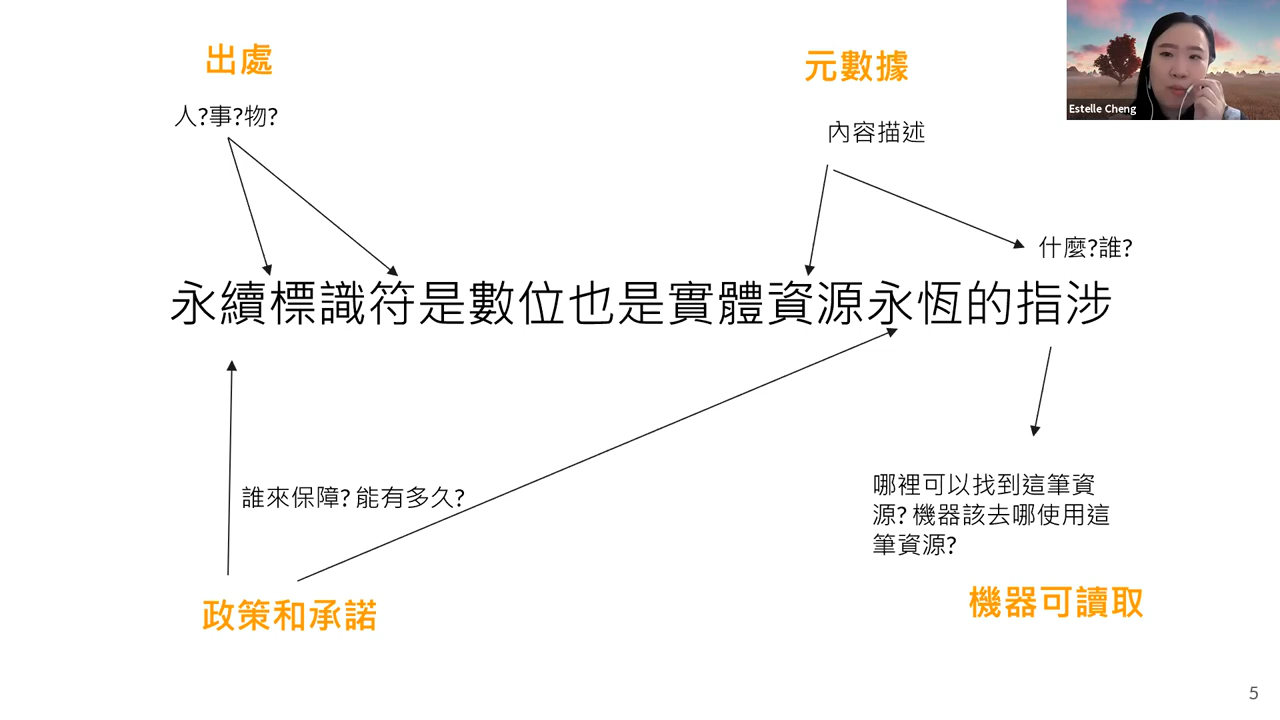 出處
元數據
人?事?物?
Estelle Cheng
內容描述
什麼?誰?
永續標識符是數位也是實體資源永恆的指涉
誰來保障? 能有多久?
哪裡可以找到這筆資
源? 機器該去哪使用這
筆資源?
政策和承諾
機器可讀取
5